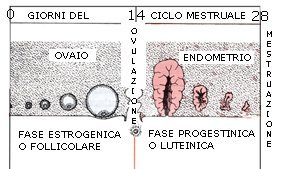 0 GIORNI DEL 14 CICLO MESTRUALE 28
OVULAZIONE
MESTRUAZIONE
OVAIO
ENDOMETRIO
FASE ESTROGENICA
O FOLLICOLARE
FASE PROGESTINICA
O LUTEINICA